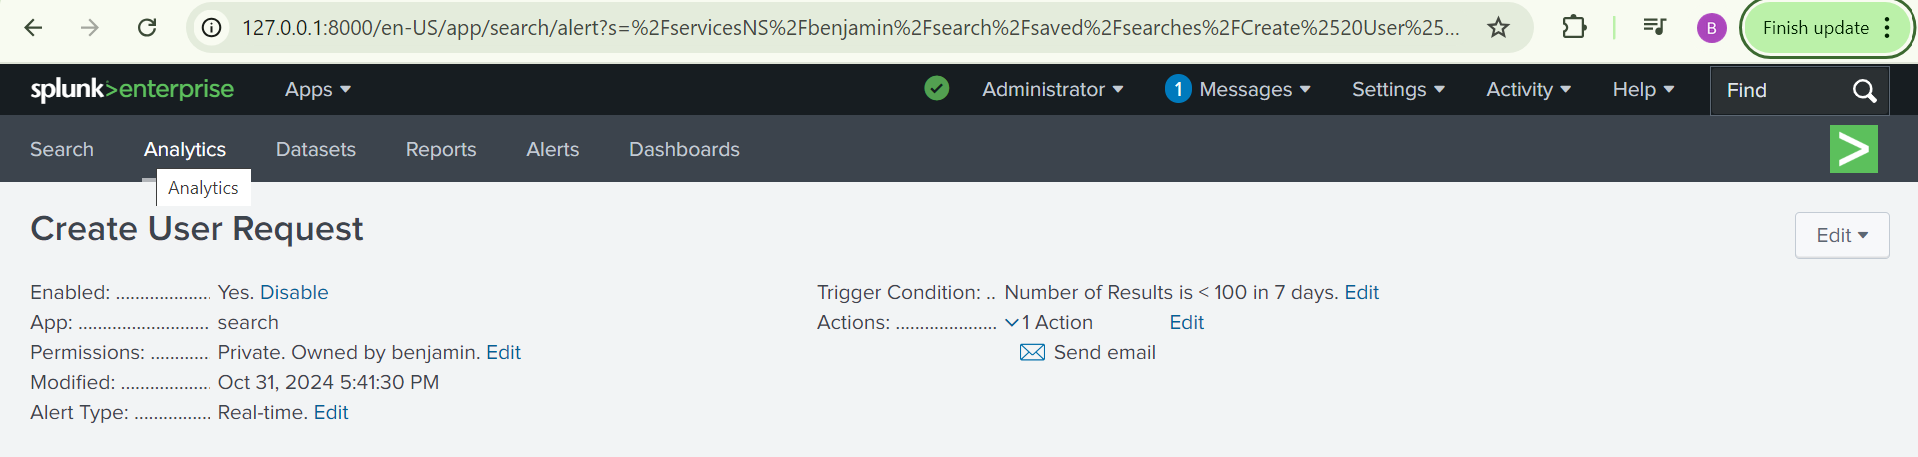 127.0.0.1:8000/en-US/app/search/alert?s=%2FservicesNS%2Fbenjamin%2Fsearch%2Fsaved%2Fsearches%2FCreate%2520User%25...
B
Finish update
splunk>enterprise
Apps
Administrator
1 Messages
Settings
Activity
Help
Find
Search
Analytics
Datasets
Reports
Alerts
Dashboards
>
Analytics
Create User Request
Edit
Enabled: .................... Yes. Disable
App: ........................... search
Permissions: ............ Private. Owned by benjamin. Edit
Modified: ................... Oct 31, 2024 5:41:30 PM
Alert Type: ................ Real-time. Edit
Trigger Condition: .. Number of Results is < 100 in 7 days. Edit
Actions: ..................... 1 Action Edit
Send email